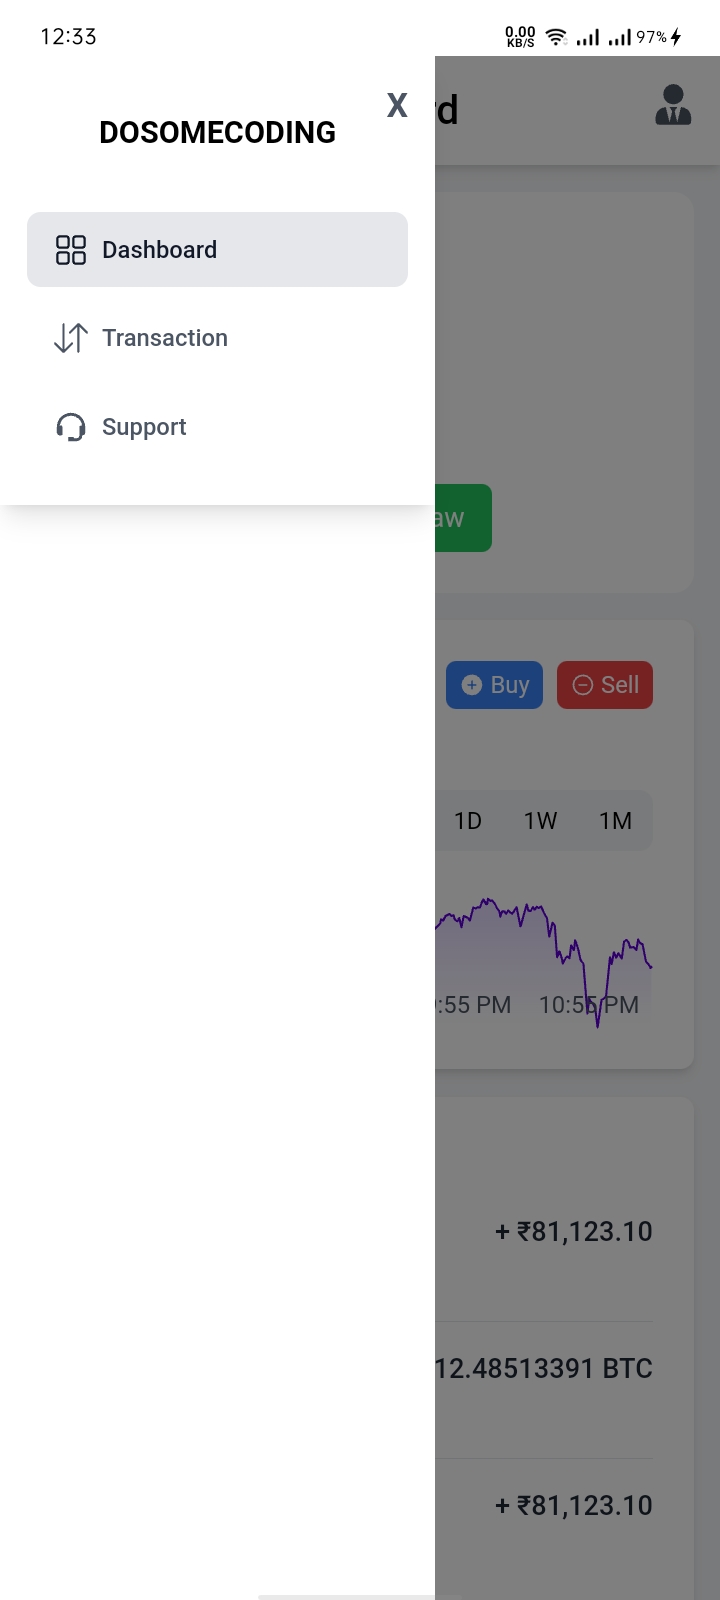 12:33
0.00
KB/S
97%
X
rd
DOSOMECODING
Dashboard
Transaction
Support
aw
Buy
Sell
1D 1W 1M
:55 PM 10:55 PM
+ ₹81,123.10
12.48513391 BTC
+ ₹81,123.10